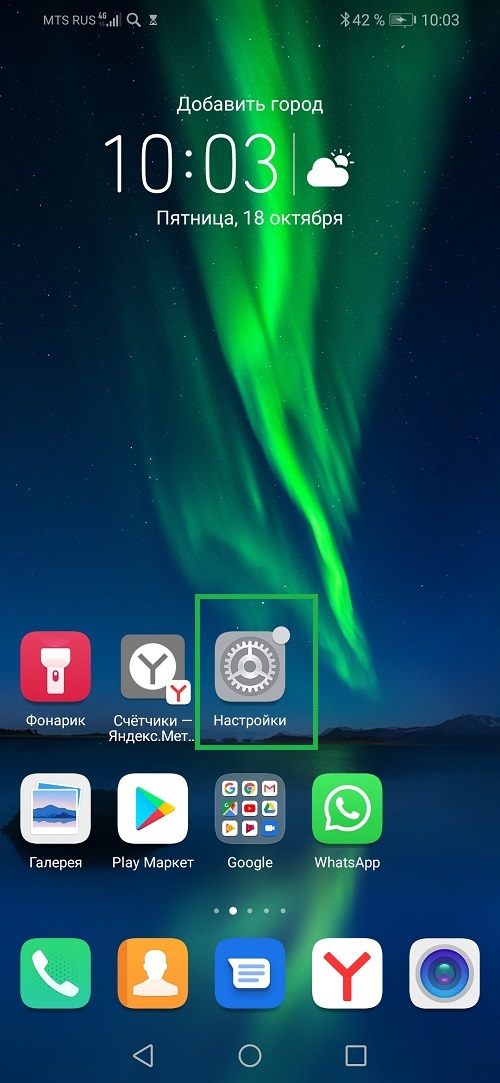 MTS RUS 4G 42 % 10:03
Добавить город
10:03
Пятница, 18 октября
Фонарик
Счётчики —
Яндекс.Мет..
Настройки
Галерея
Play Маркет
Google
WhatsApp